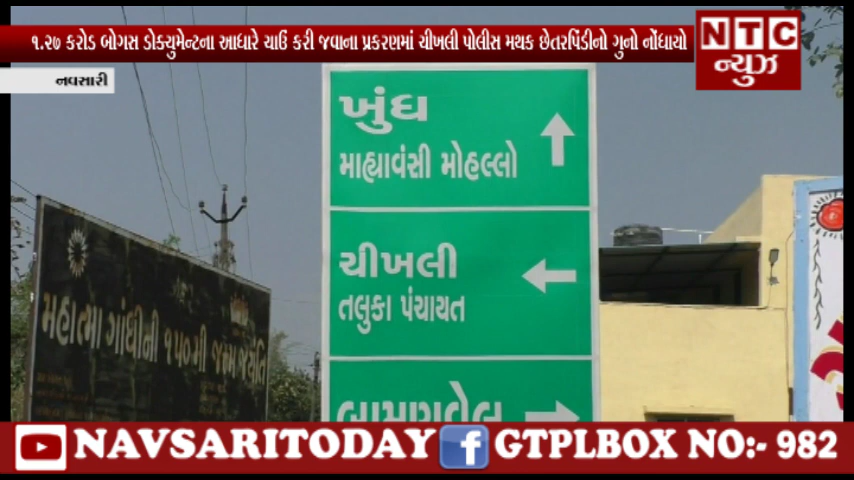 ૧.૨૭ કરોડ બોગસ ડોક્યુમેન્ટના આધારે ચાઉ કરી જવાના પ્રકરણમાં ચીખલી પોલીસ મથક છેતરપિંડીનો ગુનો નોંધાયો
NTC
ન્યુઝ
નવસારી
ખુંધ
માહ્યાવંસી મોહલ્લો
ચીખલી
તલુકા પંચાયત
બામણવેલ
મહાત્મા ગાંધીની ૧૫૦મી જન્મ જયંતિ
NAVSARITODAY GTPLBOX NO:- 982